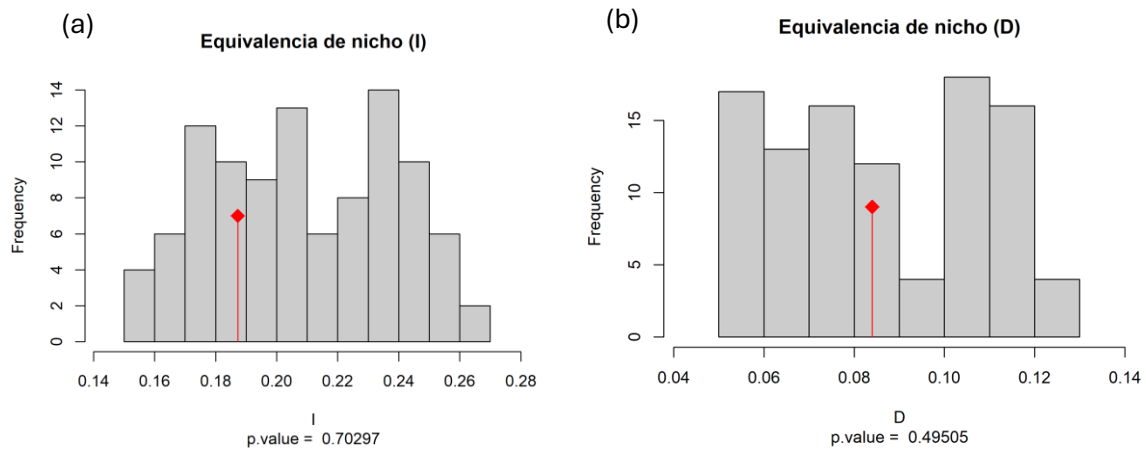 (a)
Equivalencia de nicho (I)
Frequency
14
12
10
8
6
4
2
0
0.14 0.16 0.18 0.20 0.22 0.24 0.26 0.28
I
p.value = 0.70297
(b)
Equivalencia de nicho (D)
Frequency
15
10
5
0
0.04 0.06 0.08 0.10 0.12 0.14
D
p.value = 0.49505